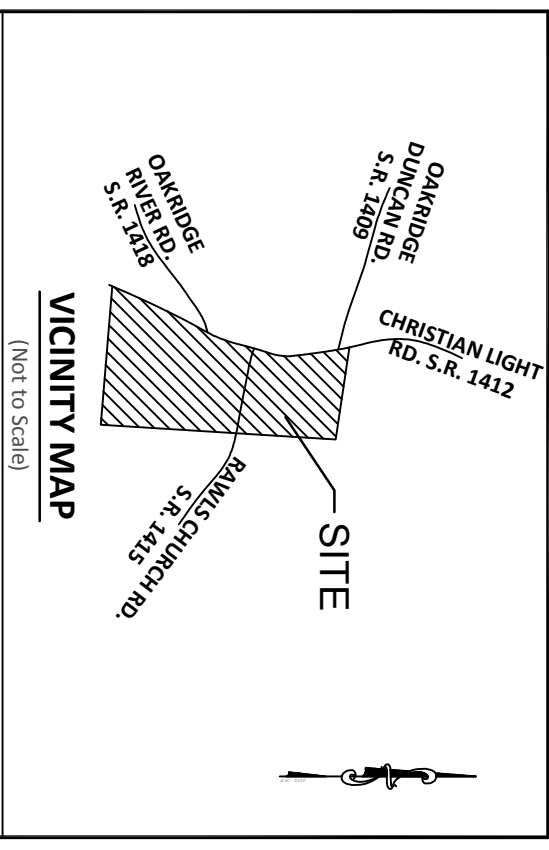 OAKRIDGE
DUNCAN RD.
S.R. 1409
CHRISTIAN LIGHT
RD. S.R. 1412
OAKRIDGE
RIVER RD.
S.R. 1418
RAWLS CHURCH RD.
S.R. 1415
SITE
VICINITY MAP
(Not to Scale)